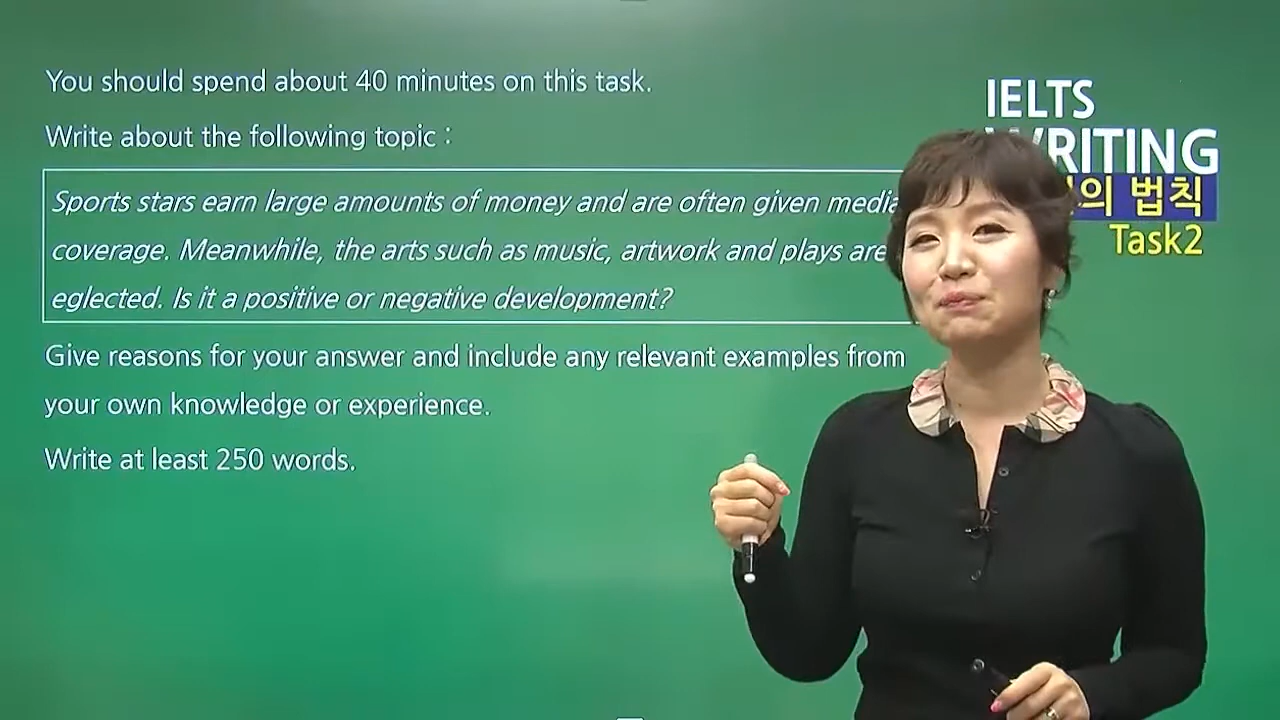 You should spend about 40 minutes on this task.
Write about the following topic :
Sports stars earn large amounts of money and are often given media
coverage. Meanwhile, the arts such as music, artwork and plays are
eglected. Is it a positive or negative development?
Give reasons for your answer and include any relevant examples from
your own knowledge or experience.
Write at least 250 words.
IELTS
WRITING
의 법칙
Task2